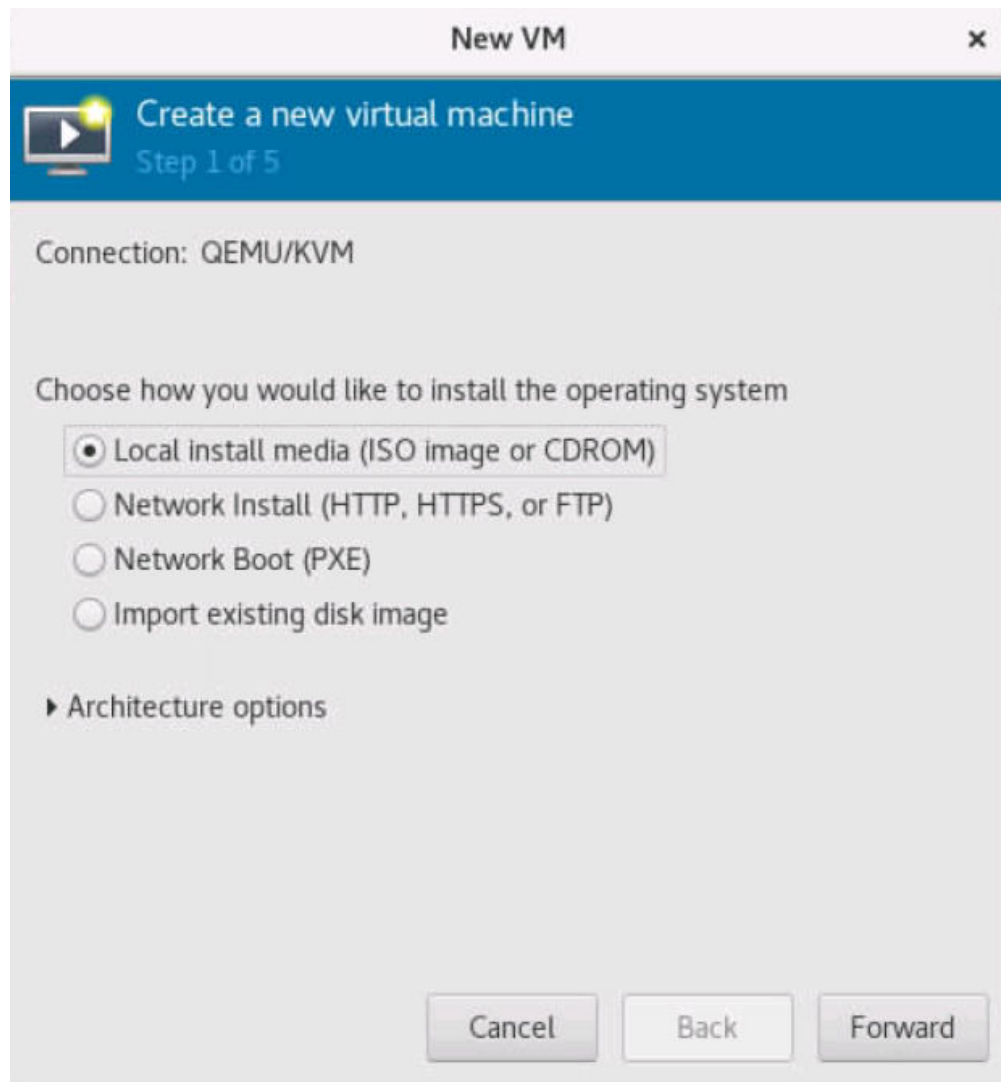 New VM
Create a new virtual machine
Step 1 of 5
Connection: QEMU/KVM
Choose how you would like to install the operating system
Local install media (ISO image or CDROM)
Network Install (HTTP, HTTPS, or FTP)
Network Boot (PXE)
Import existing disk image
Architecture options
Cancel Back Forward